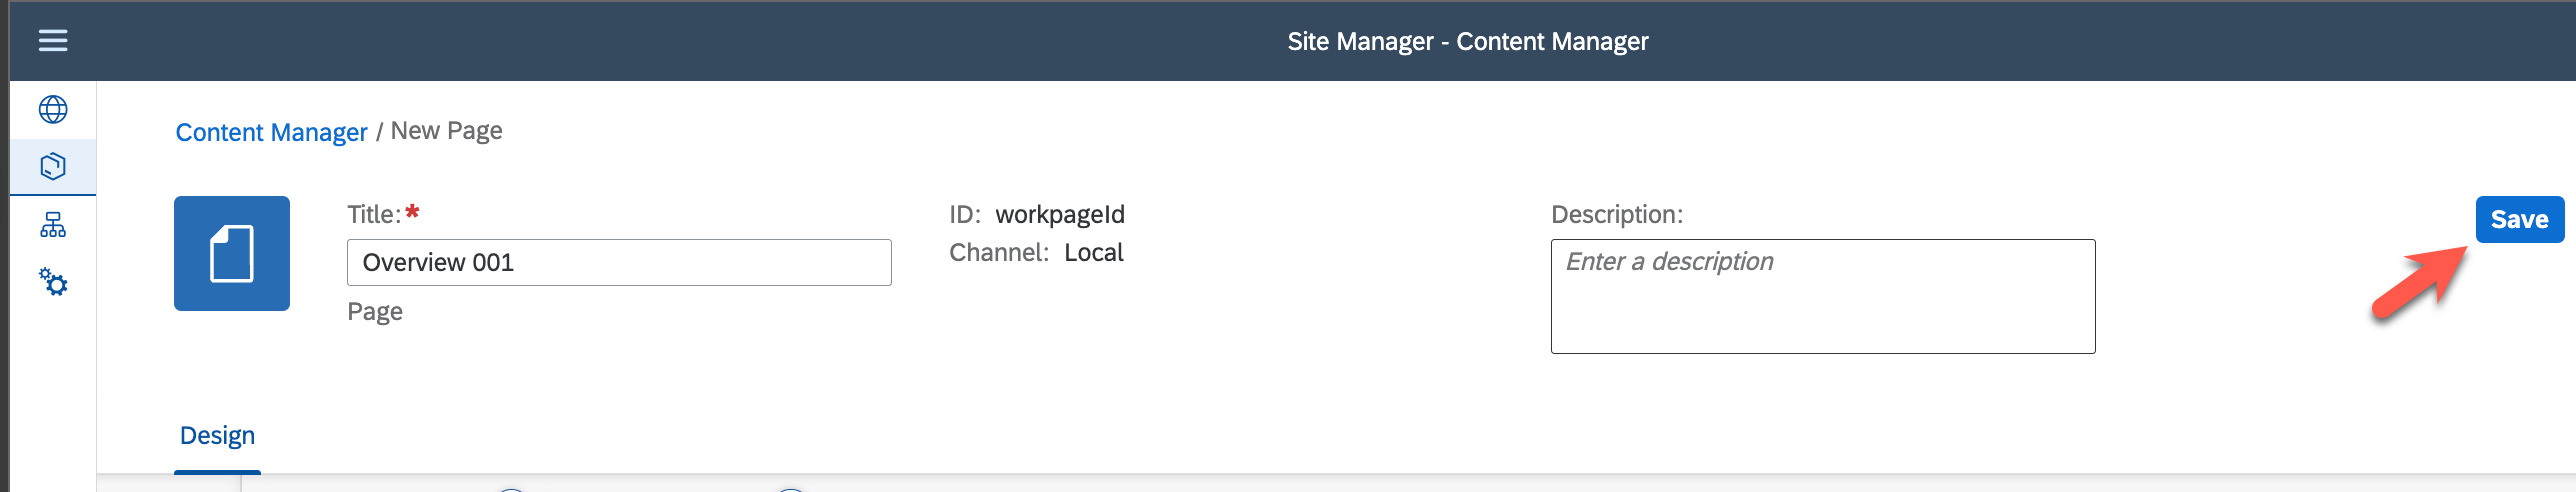 Site Manager - Content Manager
Content Manager / New Page
Title:*
Overview 001
Page
ID: workpageId
Channel: Local
Description:
Enter a description
Save
Design